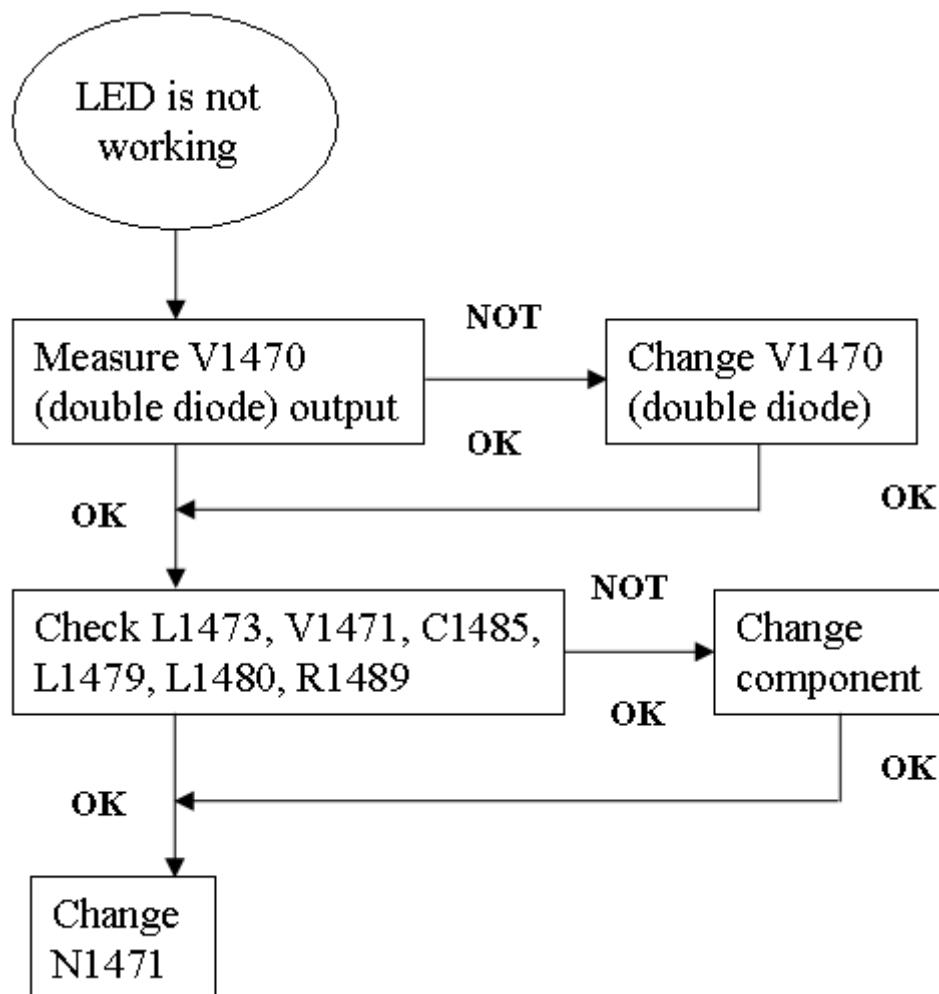 LED is not
working
NOT
Measure V1470
(double diode) output
Change V1470
(double diode)
OK
OK
OK
NOT
Check L1473, V1471, C1485,
L1479, L1480, R1489
Change
component
OK
OK
OK
Change
N1471